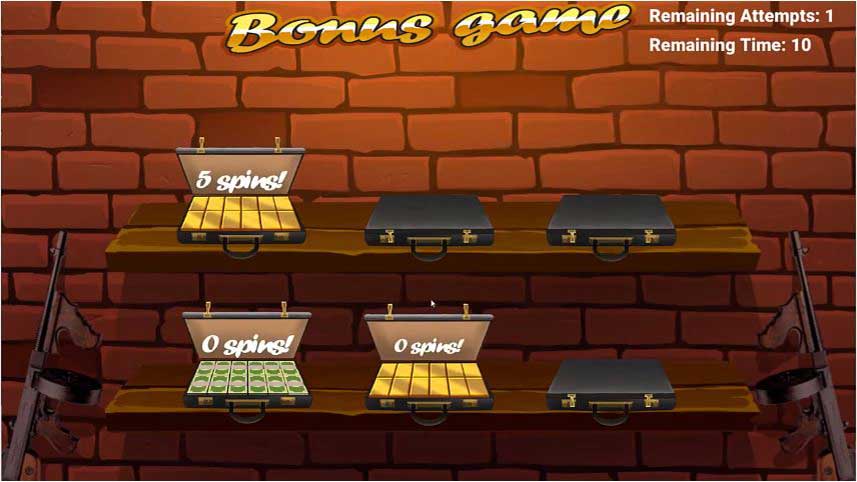 Bonus game
Remaining Attempts: 1
Remaining Time: 10
5 spins!
0 spins!
0 spins!